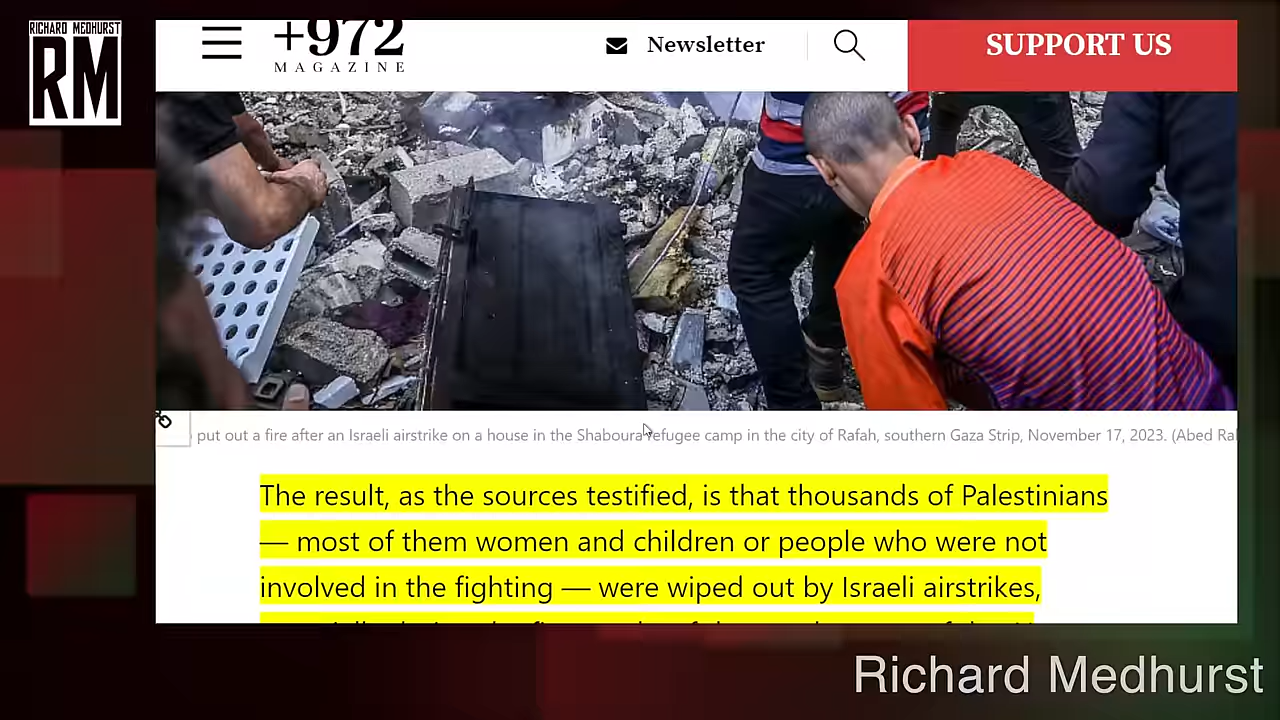 RICHARD MEDHURST
RM
+972
MAGAZINE
Newsletter
SUPPORT US
put out a fire after an Israeli airstrike on a house in the Shaboura refugee camp in the city of Rafah, southern Gaza Strip, November 17, 2023. (Abed
The result, as the sources testified, is that thousands of Palestinians
— most of them women and children or people who were not
involved in the fighting — were wiped out by Israeli airstrikes,
Richard Medhurst